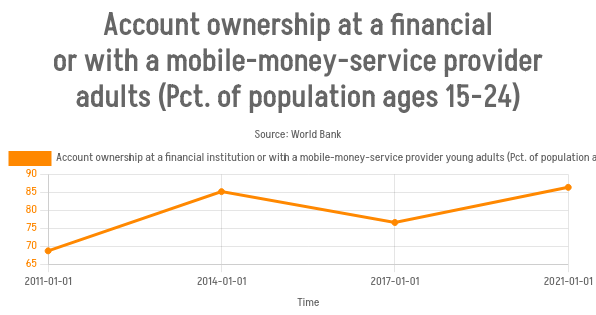 Account ownership at a financial
or with a mobile-money-service provider
adults (Pct. of population ages 15-24)
Source: World Bank
Account ownership at a financial institution or with a mobile-money-service provider young adults (Pct. of population a
90
85
80
75
70
65
2011-01-01 2014-01-01 2017-01-01 2021-01-01
Time